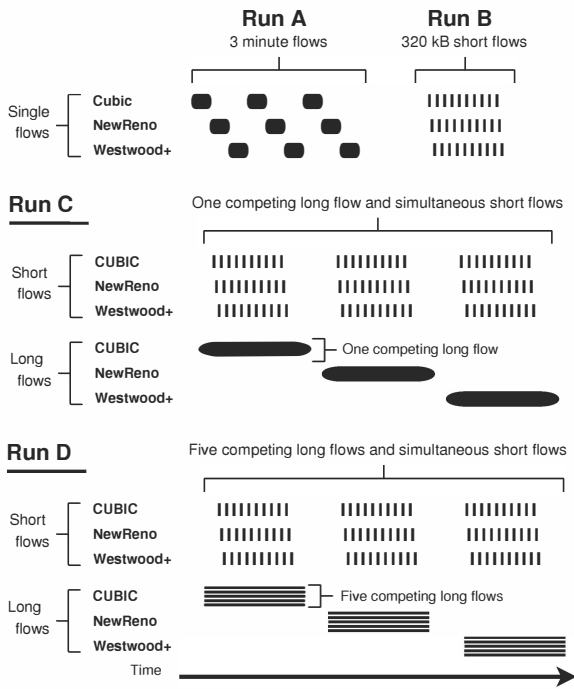 Run A
Run B
3 minute flows
320 kB short flows
Single
flows
Cubic
NewReno
Westwood+
Run C
One competing long flow and simultaneous short flows
Short
flows
CUBIC
NewReno
Westwood+
Long
flows
CUBIC
NewReno
Westwood+
One competing long flow
Run D
Five competing long flows and simultaneous short flows
Short
flows
CUBIC
NewReno
Westwood+
Long
flows
CUBIC
NewReno
Westwood+
Five competing long flows
Time